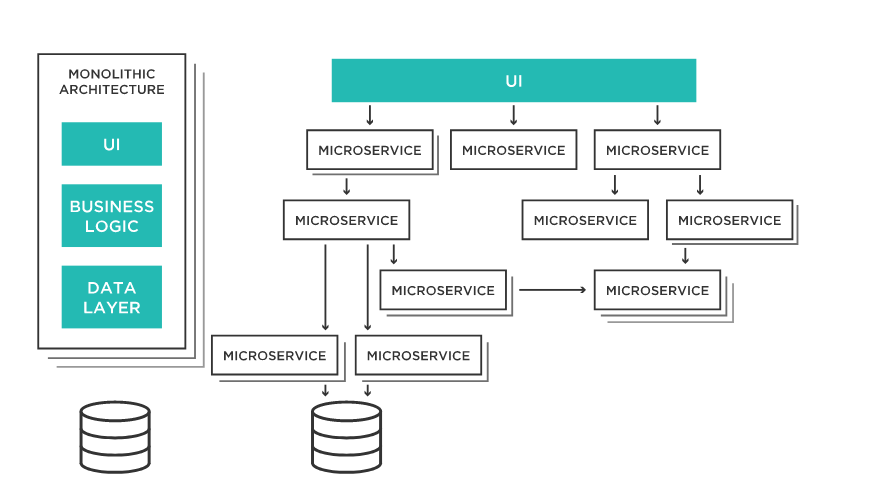 MONOLITHIC
ARCHITECTURE
UI
BUSINESS
LOGIC
DATA
LAYER
UI
MICROSERVICE
MICROSERVICE
MICROSERVICE
MICROSERVICE
MICROSERVICE
MICROSERVICE
MICROSERVICE
MICROSERVICE
MICROSERVICE
MICROSERVICE